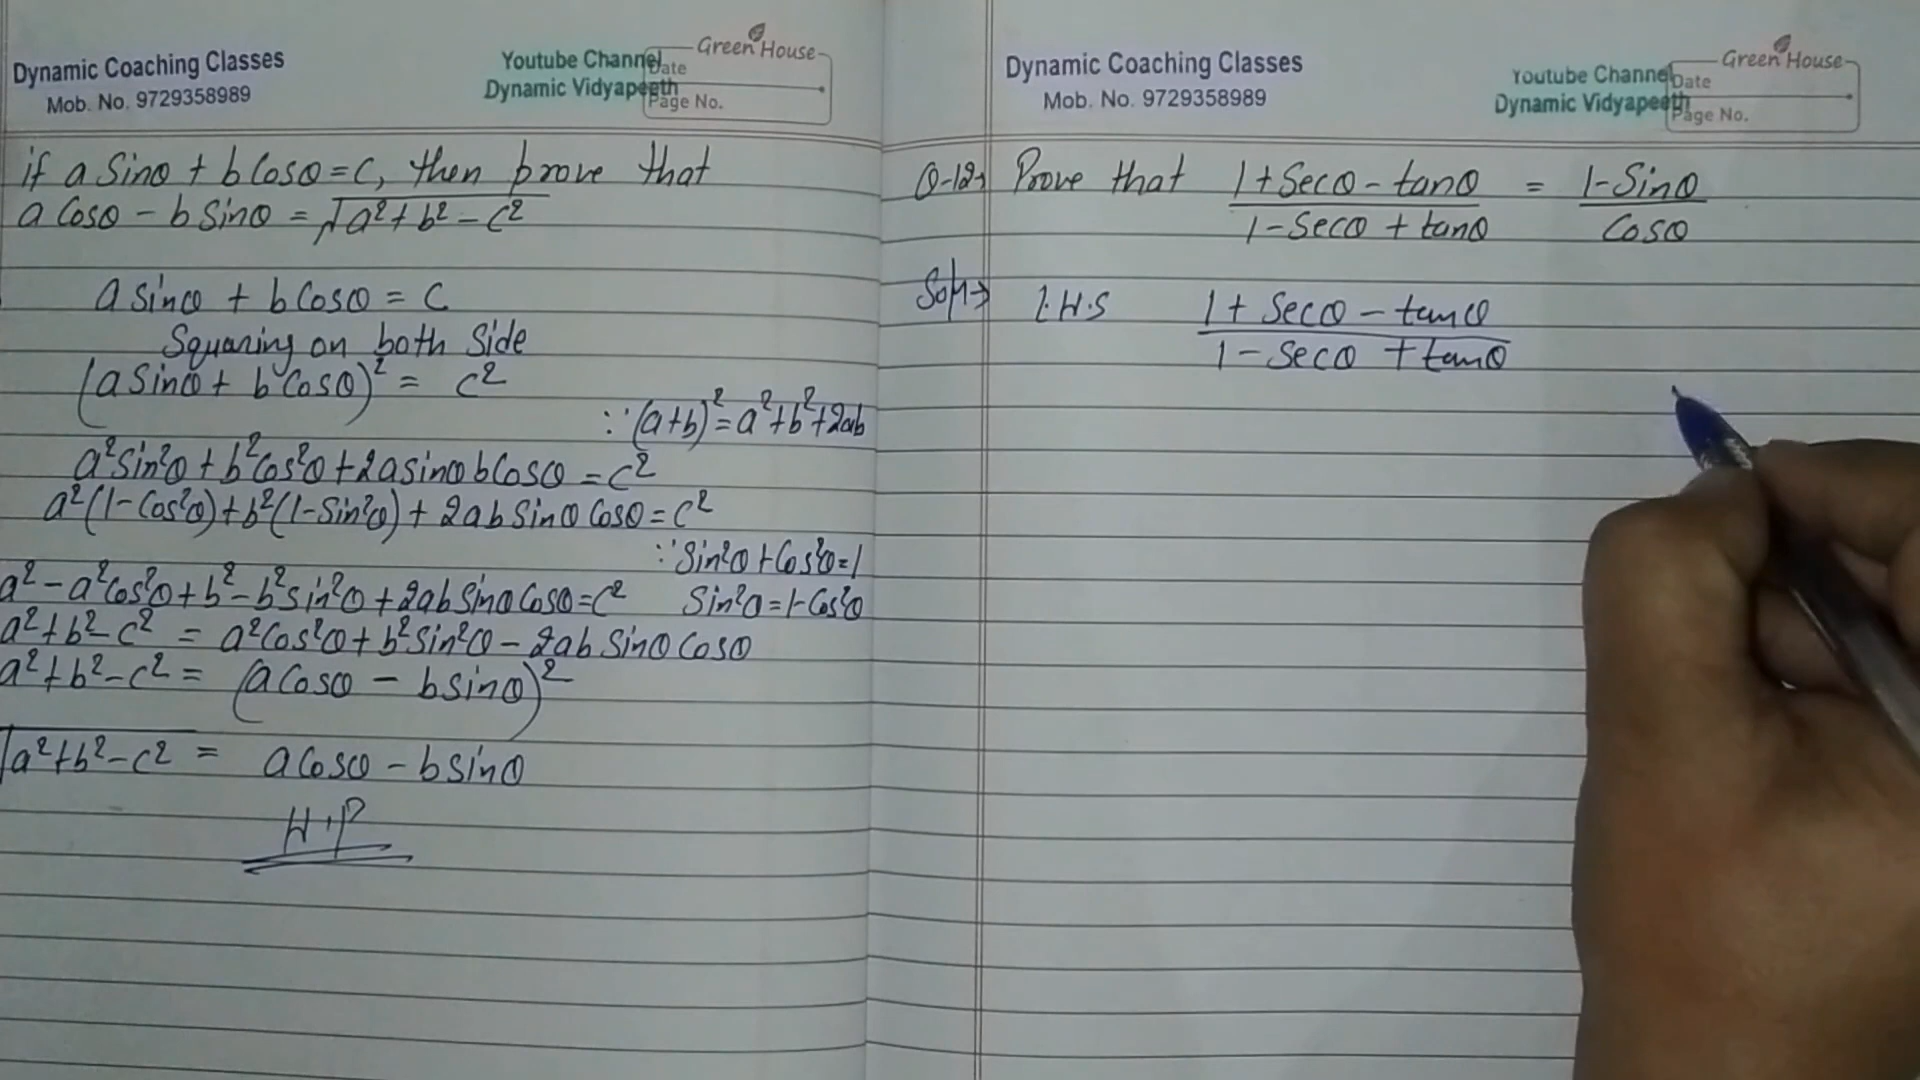 Dynamic Coaching Classes
Mob. No. 9729358989
Youtube Channel
Dynamic Vidyapeeth
Green House
Date
Page No.
if a Sinθ + b Cosθ = C, then prove that
a Cosθ - b Sinθ = √a²+b²-c²
a Sinθ + b Cosθ = C
Squaring on both Side
(a Sinθ + b Cosθ)² = c²
∵ (a+b)² = a²+b²+2ab
a²Sin²θ + b²Cos²θ + 2a sinθ b Cosθ = c²
a²(1-Cos²θ) + b²(1-Sin²θ) + 2ab Sinθ Cosθ = c²
∵ Sin²θ + Cos²θ = 1
a² - a²Cos²θ + b² - b²Sin²θ + 2ab Sinθ Cosθ = c²
Sin²θ = 1-Cos²θ
a²+b²-c² = a²Cos²θ + b²Sin²θ - 2ab Sinθ Cosθ
a²+b²-c² = (a Cosθ - b sinθ)²
√a²+b²-c² = a Cosθ - b sinθ
H.P
Dynamic Coaching Classes
Mob. No. 9729358989
Youtube Channel
Dynamic Vidyapeeth
Green House
Date
Page No.
Q-12→ Prove that (1+Secθ-tanθ)/(1-Secθ+tanθ) = (1-Sinθ)/Cosθ
Soln→ L.H.S (1+Secθ-tanθ)/(1-Secθ+tanθ)